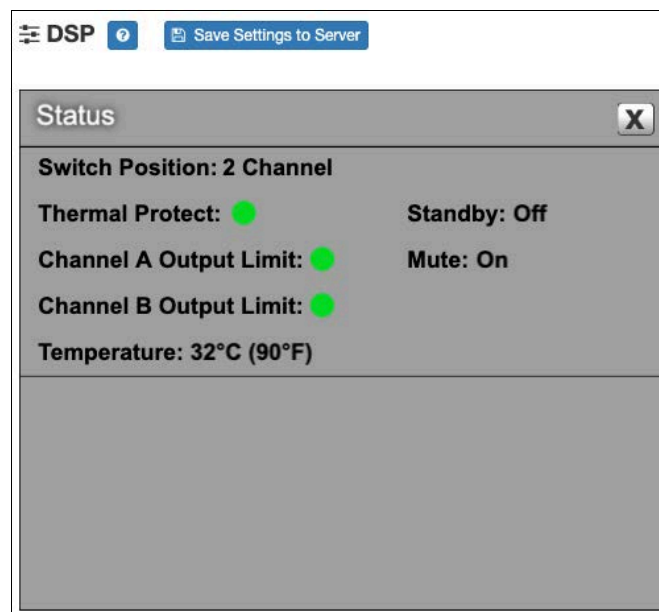 DSP ? Save Settings to Server
Status X
Switch Position: 2 Channel
Thermal Protect: Standby: Off
Channel A Output Limit: Mute: On
Channel B Output Limit:
Temperature: 32°C (90°F)